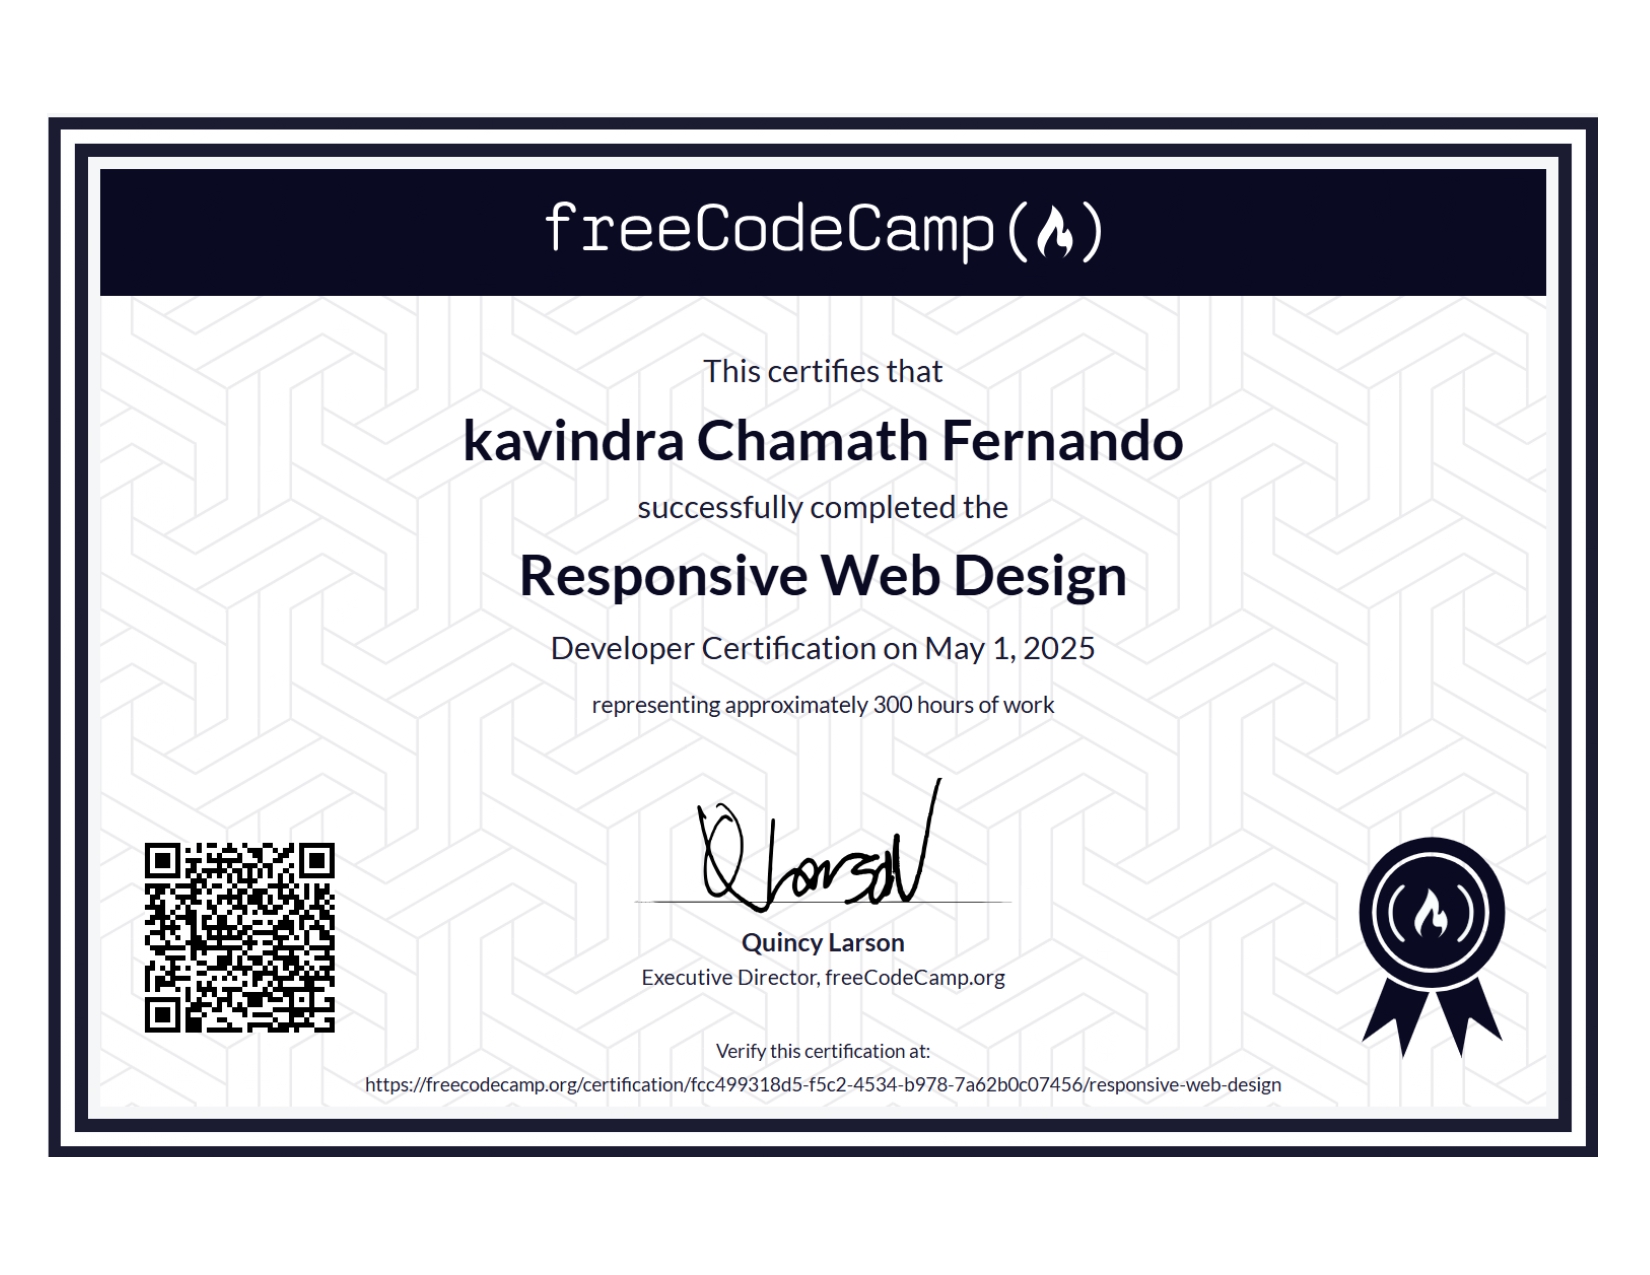 freeCodeCamp
This certifies that
kavindra Chamath Fernando
successfully completed the
Responsive Web Design
Developer Certification on May 1, 2025
representing approximately 300 hours of work
Q Larson
Quincy Larson
Executive Director, freeCodeCamp.org
Verify this certification at:
https://freecodecamp.org/certification/fcc499318d5-f5c2-4534-b978-7a62b0c07456/responsive-web-design